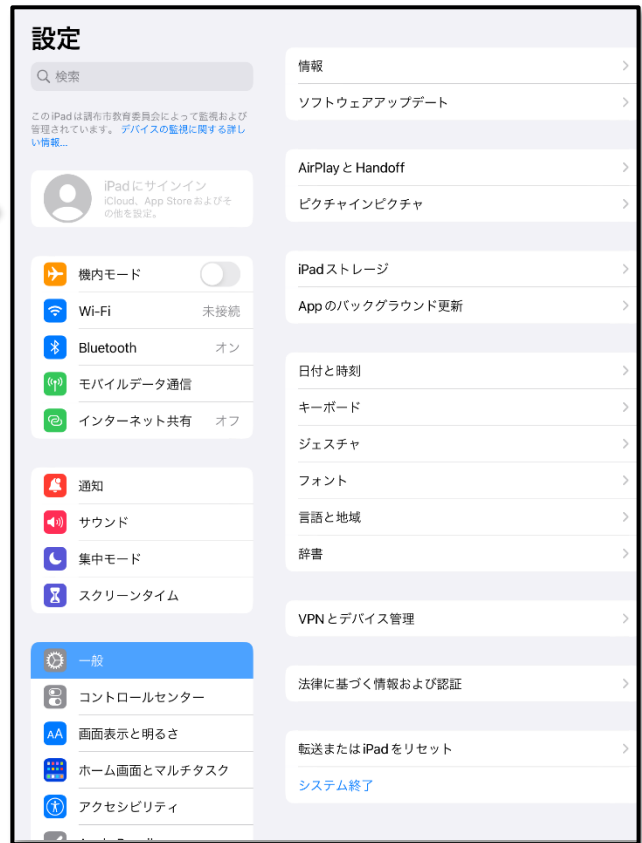 設定
検索
このiPadは調布市教育委員会によって監視および
管理されています。デバイスの監視に関する詳し
い情報...
iPadにサインイン
iCloud、App Storeおよびそ
の他を設定。
機内モード
Wi-Fi 未接続
Bluetooth オン
モバイルデータ通信
インターネット共有 オフ
通知
サウンド
集中モード
スクリーンタイム
一般
コントロールセンター
AA 画面表示と明るさ
ホーム画面とマルチタスク
アクセシビリティ
情報
ソフトウェアアップデート
AirPlayとHandoff
ピクチャインピクチャ
iPadストレージ
Appのバックグラウンド更新
日付と時刻
キーボード
ジェスチャ
フォント
言語と地域
辞書
VPNとデバイス管理
法律に基づく情報および認証
転送またはiPadをリセット
システム終了